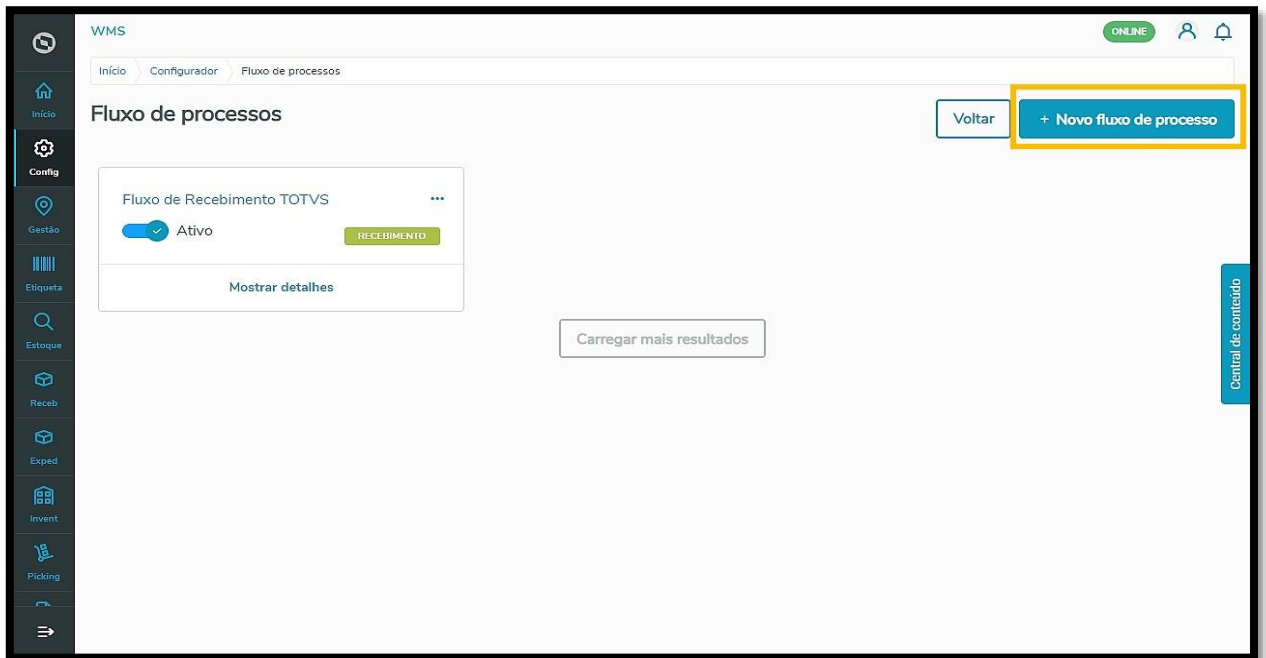 WMS
ONLINE
Início Configurador Fluxo de processos
Fluxo de processos
Voltar
+ Novo fluxo de processo
Início
Config
Gestão
Etiqueta
Estoque
Receb
Exped
Invent
Picking
Fluxo de Recebimento TOTVS
Ativo
RECEBIMENTO
Mostrar detalhes
Carregar mais resultados
Central de conteúdo